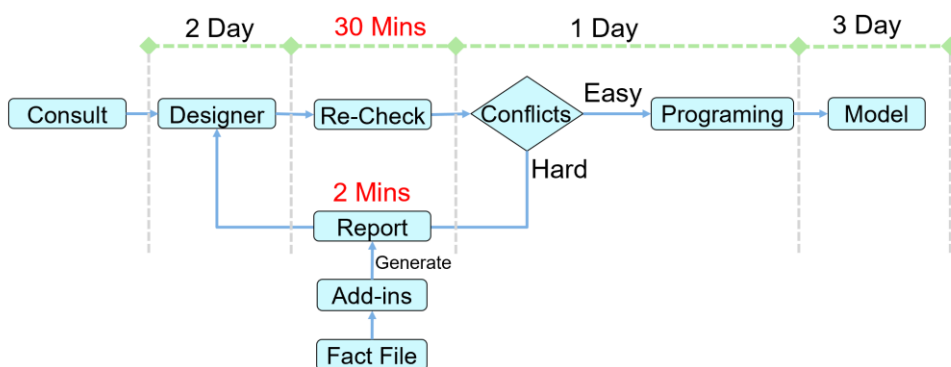 2 Day
30 Mins
1 Day
3 Day
Consult
Designer
Re-Check
Conflicts
Easy
Programing
Model
Hard
2 Mins
Report
Generate
Add-ins
Fact File